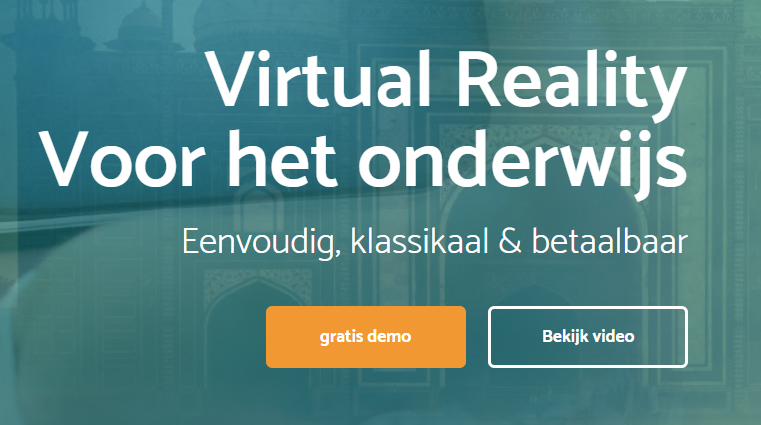 Virtual Reality
Voor het onderwijs
Eenvoudig, klassikaal & betaalbaar
gratis demo
Bekijk video